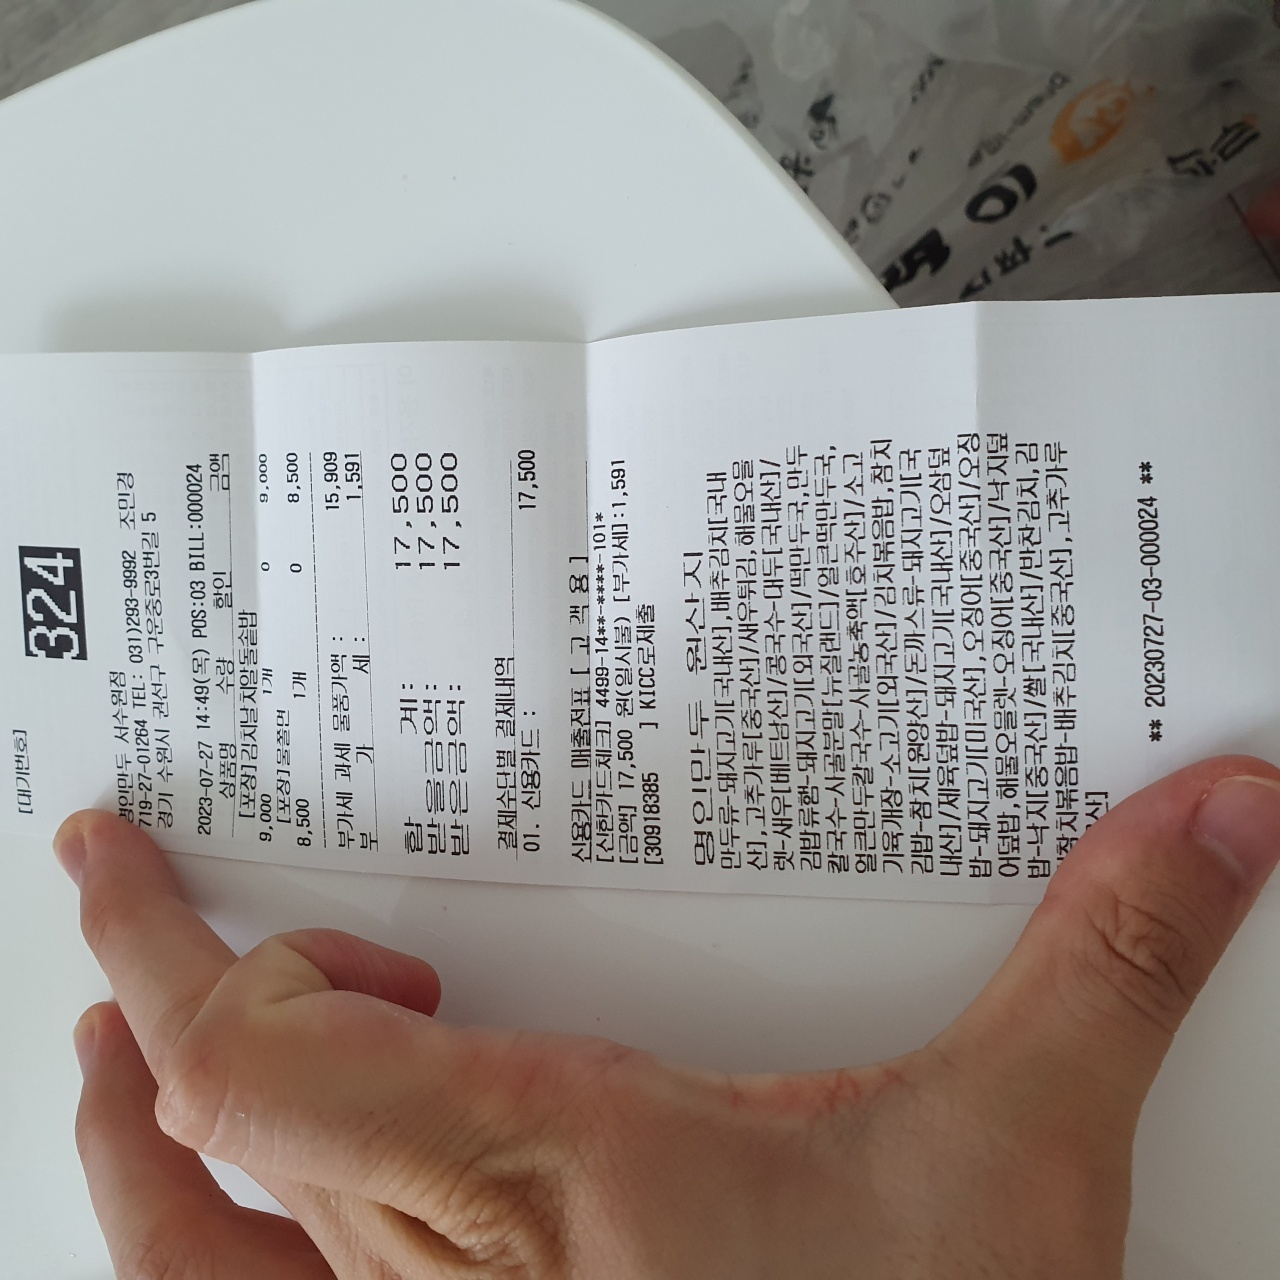 [대기번호]
324
명인만두 서수원점
719-27-01264 TEL: 031)293-9992 조민경
경기 수원시 권선구 구운중로3번길 5
2023-07-27 14:49(목) POS:03 BILL:000024
상품명 수량 할인 금액
[포장]김치날치알돌솥밥
9,000 1개 0 9,000
[포장]물쫄면
8,500 1개 0 8,500
부가세 과세 물품가액 : 15,909
부 가 세 : 1,591
합 계: 17,500
받을금액: 17,500
받은금액: 17,500
결제수단별 결제내역
01. 신용카드 : 17,500
신용카드 매출전표 [ 고 객 용 ]
[신한카드체크] 4499-14**-****-101*
[금액] 17,500 원(일시불) [부가세]:1,591
[30918385 ] KICC로제출
명인만두 원산지
만두류-돼지고기[국내산],배추김치[국내
산],고추가루[중국산]/새우튀김,해물오믈
렛-새우[베트남산]/콩국수-대두[국내산]/
김밥류햄-돼지고기[외국산]/떡만두국,만두
칼국수-사골분말[뉴질랜드]/얼큰떡만두국,
얼큰만두칼국수-사골농축액[호주산]/소고
기육개장-소고기[외국산]/김치볶음밥,참치
김밥-참치[원양산]/돈까스류-돼지고기[국
내산]/제육덮밥-돼지고기[국내산]/오삼덮
밥-돼지고기[미국산],오징어[중국산]/오징
어덮밥,해물오믈렛-오징어[중국산]/낙지덮
밥-낙지[중국산]/쌀[국내산]/반찬김치,김
치볶음밥-배추김치[중국산],고추가루
산]
** 20230727-03-000024 **